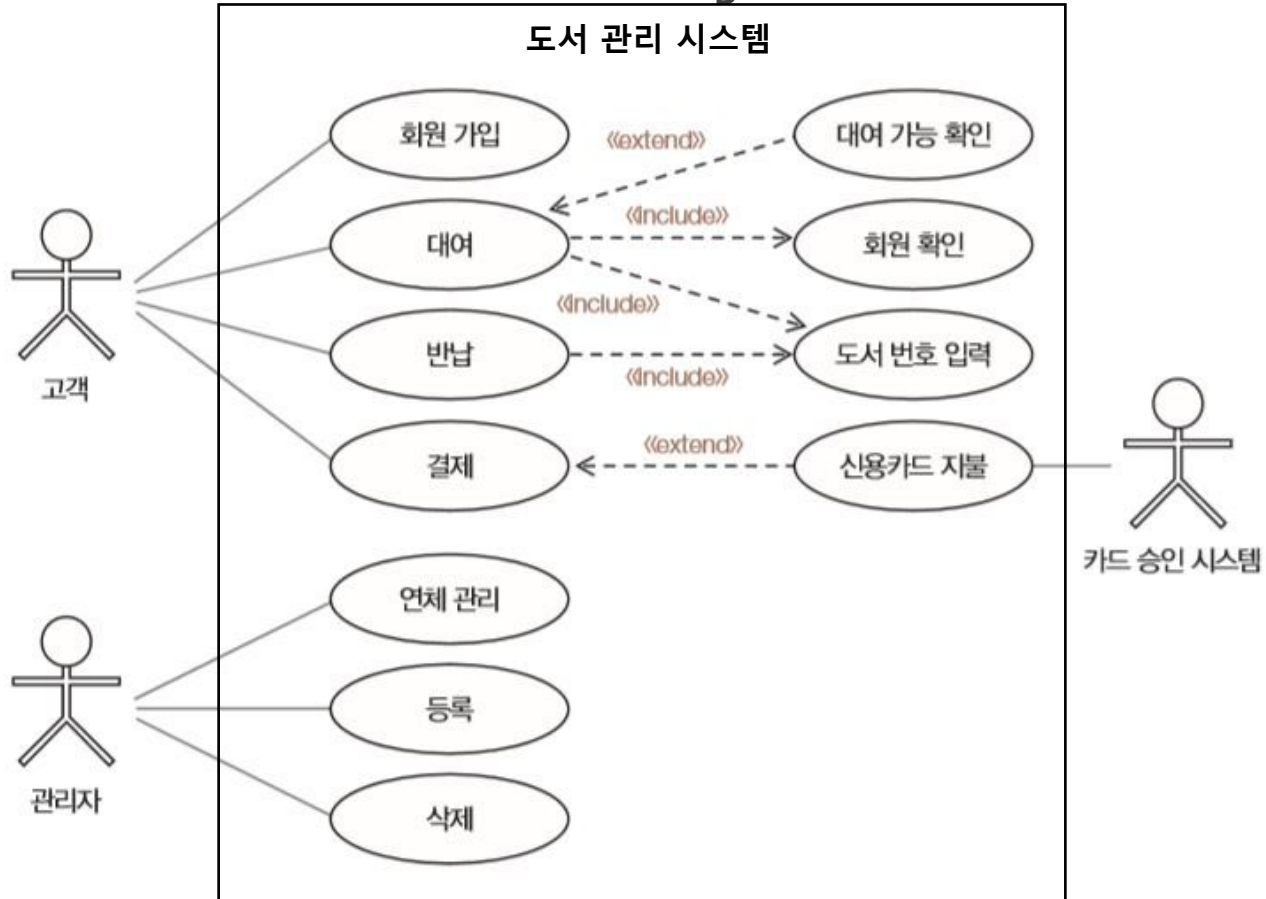 도서 관리 시스템
회원 가입
«extend»
대여 가능 확인
대여
«include»
회원 확인
«include»
반납
«include»
도서 번호 입력
고객
결제
«extend»
신용카드 지불
카드 승인 시스템
연체 관리
등록
관리자
삭제